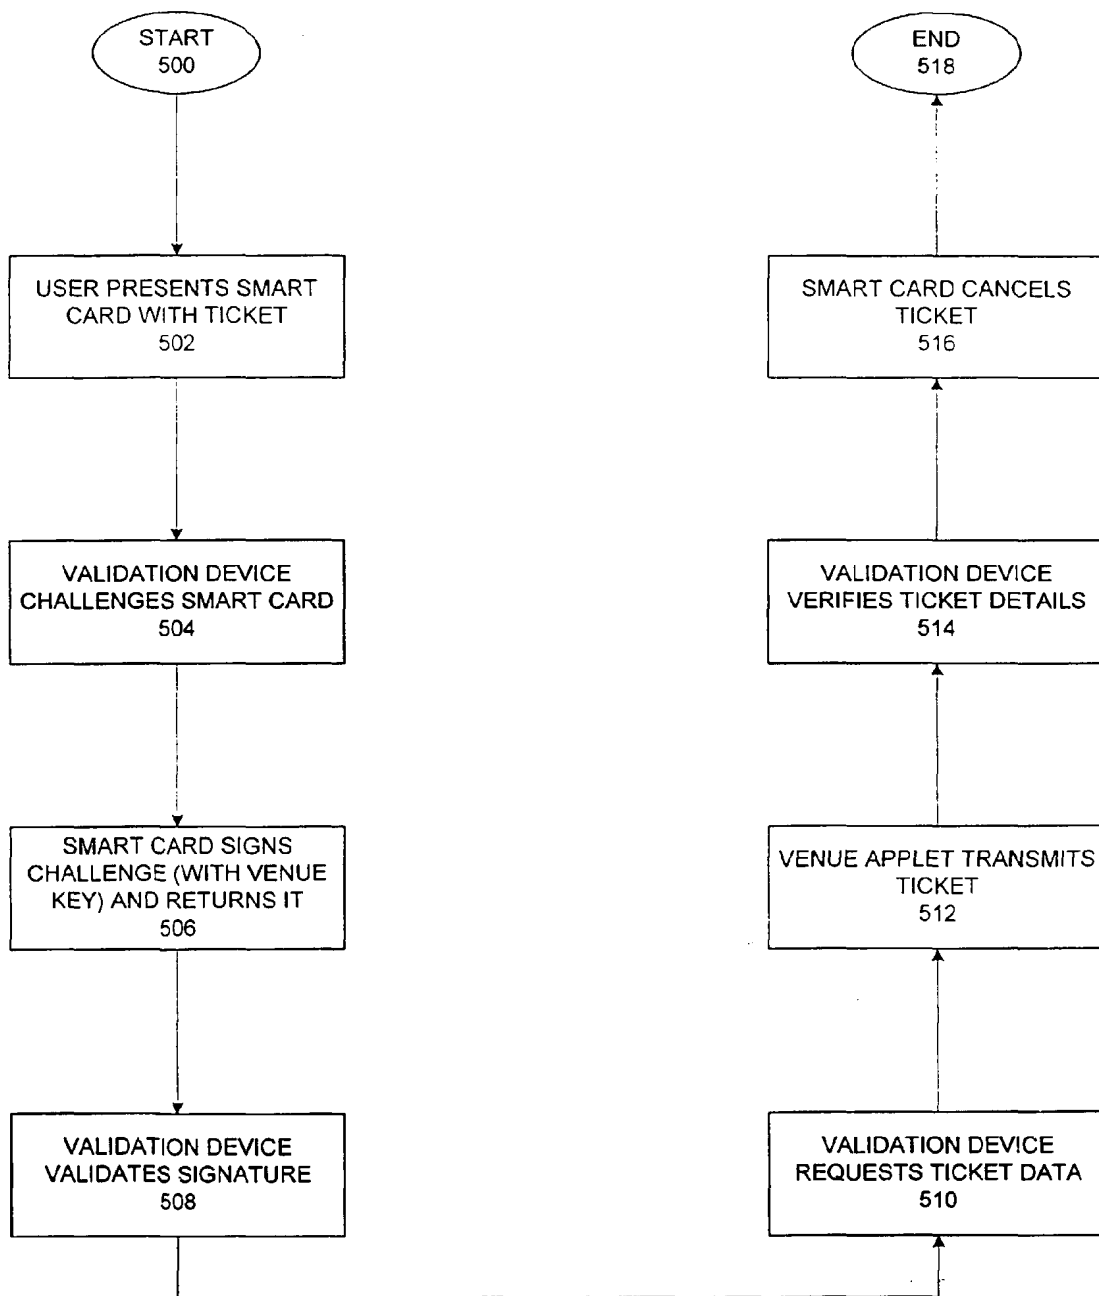 START
500
USER PRESENTS SMART
CARD WITH TICKET
502
VALIDATION DEVICE
CHALLENGES SMART CARD
504
SMART CARD SIGNS
CHALLENGE (WITH VENUE
KEY) AND RETURNS IT
506
VALIDATION DEVICE
VALIDATES SIGNATURE
508
VALIDATION DEVICE
REQUESTS TICKET DATA
510
VENUE APPLET TRANSMITS
TICKET
512
VALIDATION DEVICE
VERIFIES TICKET DETAILS
514
SMART CARD CANCELS
TICKET
516
END
518